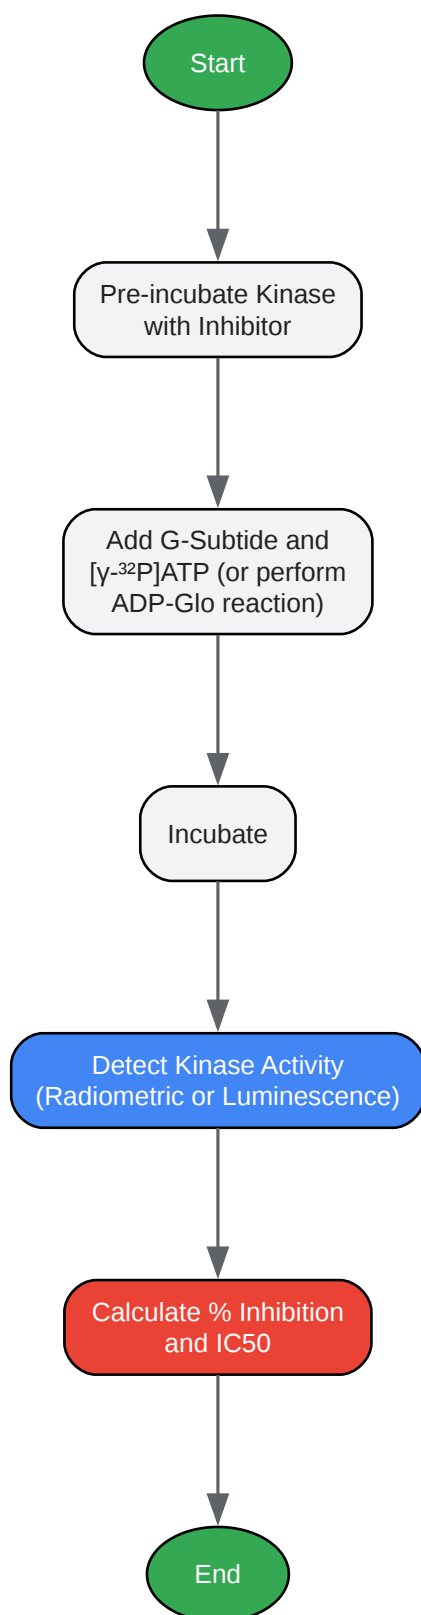 Start
Pre-incubate Kinase
with Inhibitor
Add G-Subtide and
[γ-³²P]ATP (or perform
ADP-Glo reaction)
Incubate
Detect Kinase Activity
(Radiometric or Luminescence)
Calculate % Inhibition
and IC50
End